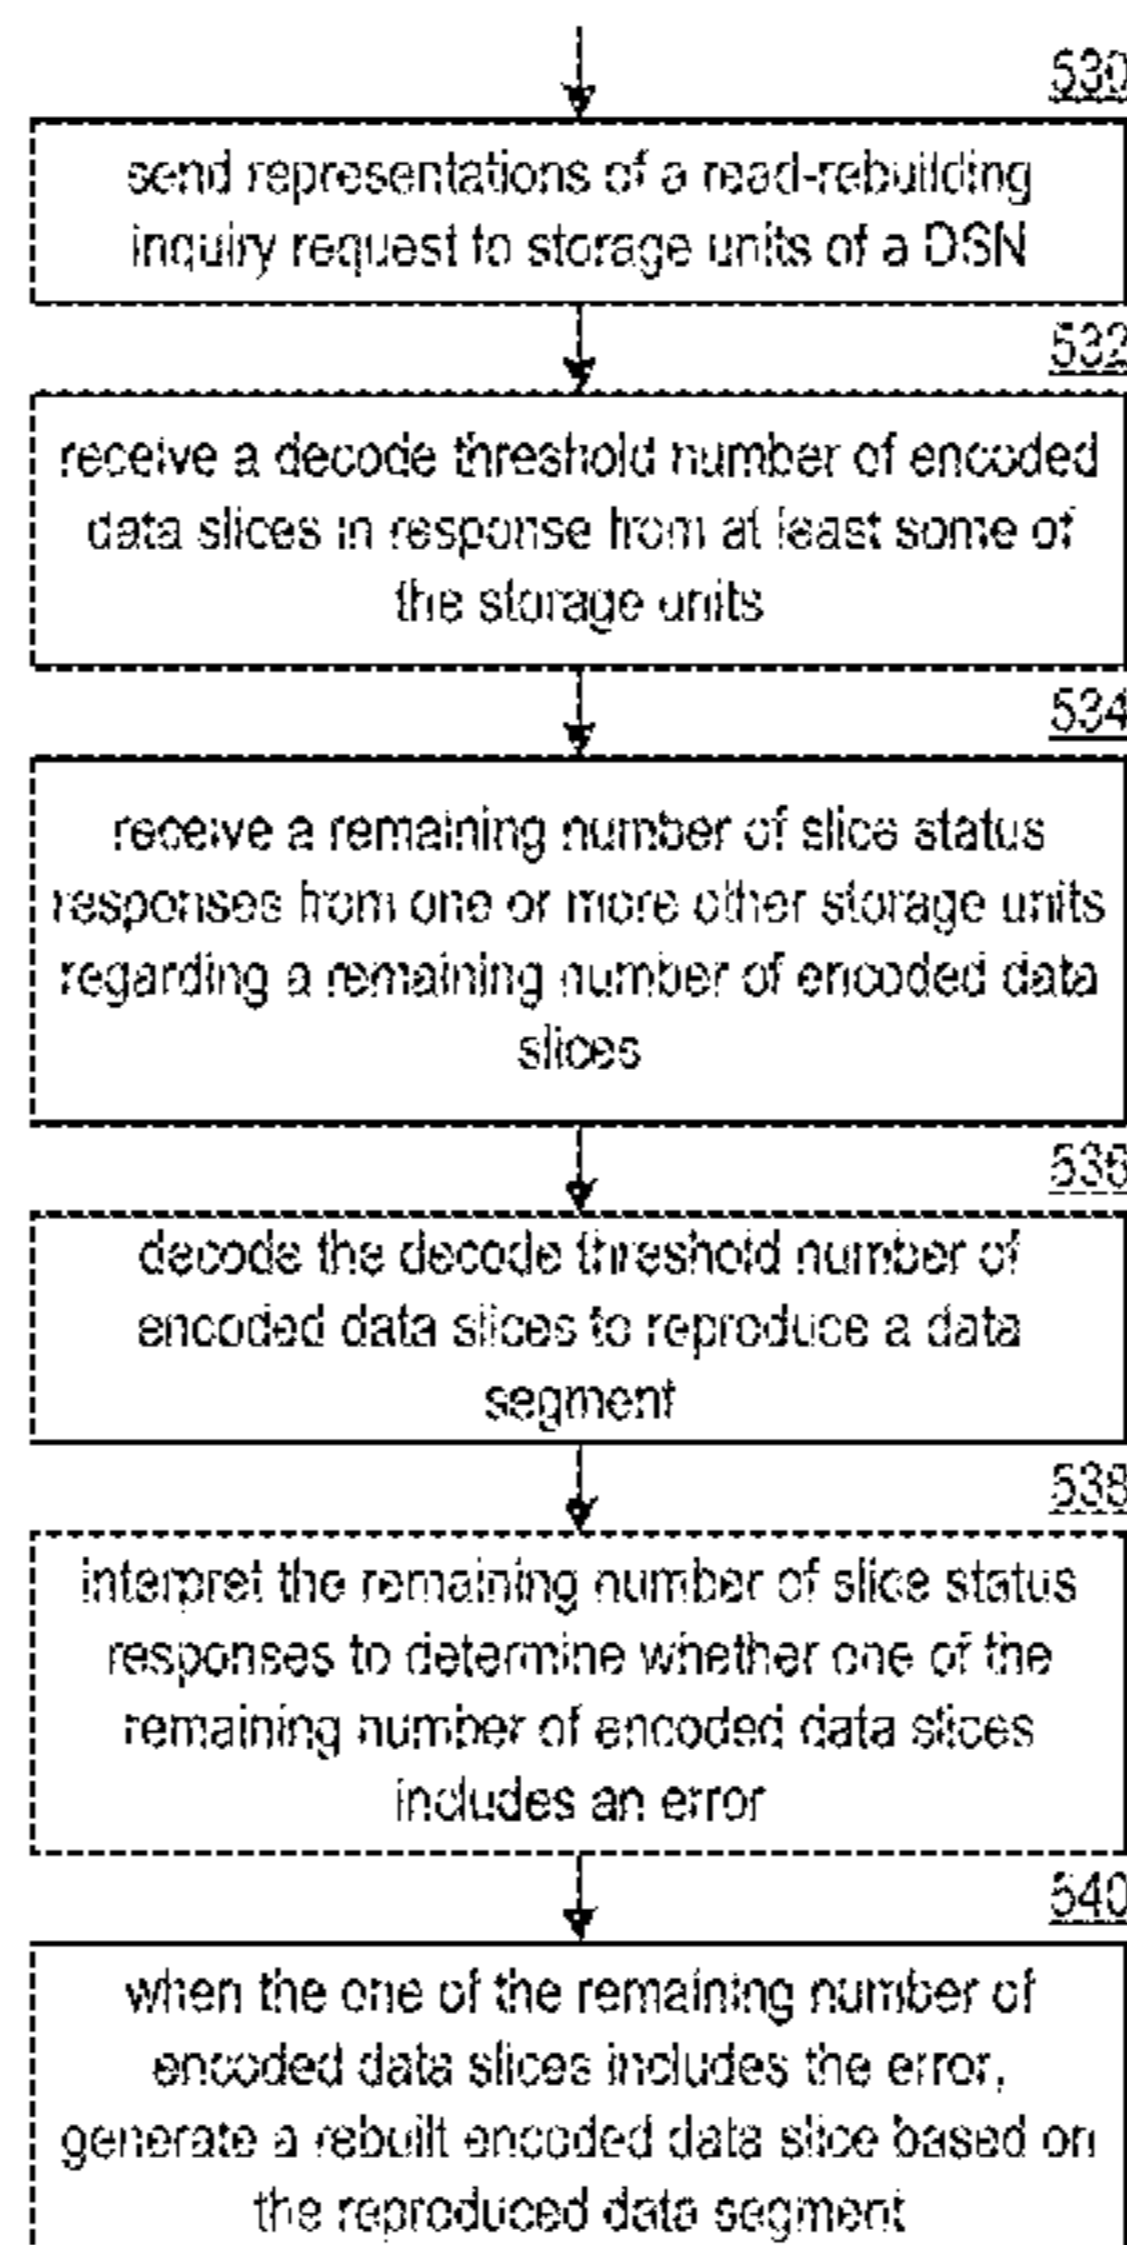 530
send representations of a read-rebuilding
inquiry request to storage units of a DSN
532
receive a decode threshold number of encoded
data slices in response from at least some of
the storage units
534
receive a remaining number of slice status
responses from one or more other storage units
regarding a remaining number of encoded data
slices
536
decode the decode threshold number of
encoded data slices to reproduce a data
segment
538
interpret the remaining number of slice status
responses to determine whether one of the
remaining number of encoded data slices
includes an error
540
when the one of the remaining number of
encoded data slices includes the error,
generate a rebuilt encoded data slice based on
the reproduced data segment